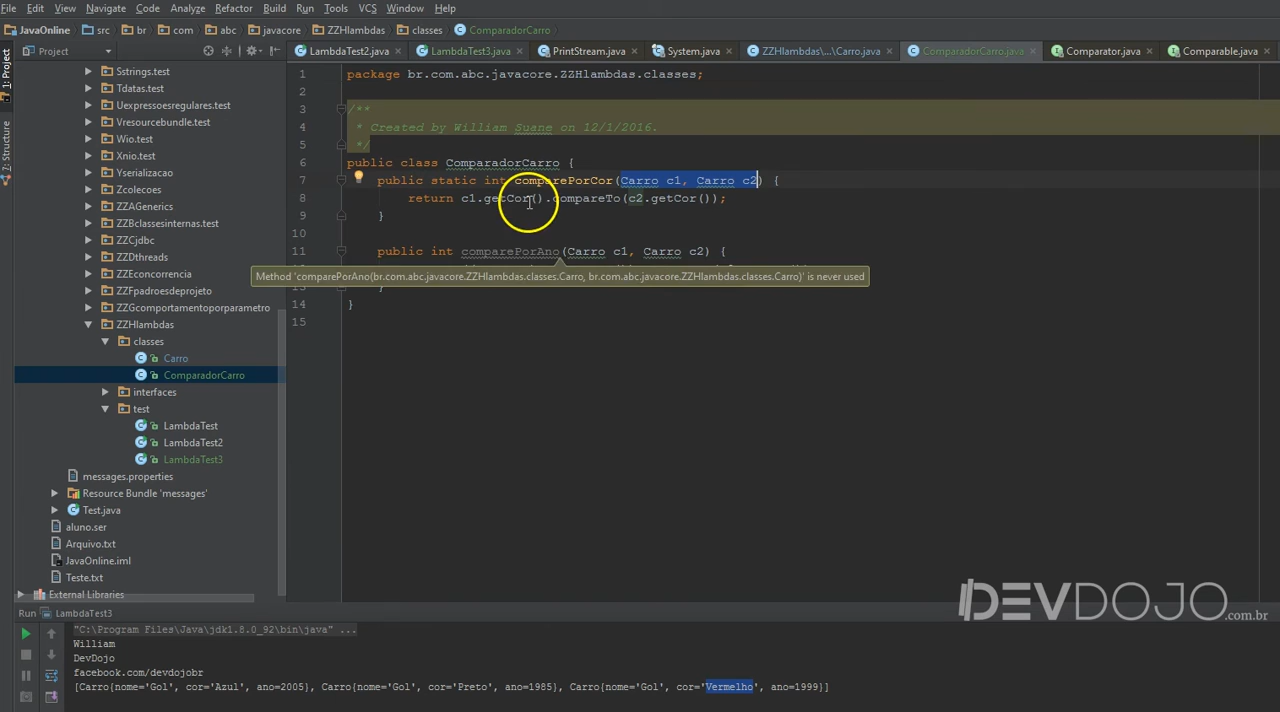 File Edit View Navigate Code Analyze Refactor Build Run Tools VCS Window Help
JavaOnline src br com abc javacore ZZHlambdas classes ComparadorCarro
1: Project
7: Structure
Project
LambdaTest2.java LambdaTest3.java PrintStream.java System.java ZZHlambdas\...\Carro.java ComparadorCarro.java Comparator.java Comparable.java
Sstrings.test
Tdatas.test
Uexpressoesregulares.test
Vresourcebundle.test
Wio.test
Xnio.test
Yserializacao
Zcolecoes
ZZAGenerics
ZZBclassesinternas.test
ZZCjdbc
ZZDthreads
ZZEconcorrencia
ZZFpadroesdeprojeto
ZZGcomportamentoporparametro
ZZHlambdas
classes
Carro
ComparadorCarro
interfaces
test
LambdaTest
LambdaTest2
LambdaTest3
messages.properties
Resource Bundle 'messages'
Test.java
aluno.ser
Arquivo.txt
JavaOnline.iml
Teste.txt
External Libraries
1 package br.com.abc.javacore.ZZHlambdas.classes;
2
3 /**
4 * Created by William Suane on 12/1/2016.
5 */
6 public class ComparadorCarro {
7 public static int comparePorCor(Carro c1, Carro c2) {
8 return c1.getCor().compareTo(c2.getCor());
9 }
10
11 public int comparePorAno(Carro c1, Carro c2) {
Method 'comparePorAno(br.com.abc.javacore.ZZHlambdas.classes.Carro, br.com.abc.javacore.ZZHlambdas.classes.Carro)' is never used
14 }
15
DEVDOJO.com.br
Run LambdaTest3
"C:\Program Files\Java\jdk1.8.0_92\bin\java" ...
William
DevDojo
facebook.com/devdojobr
[Carro{nome='Gol', cor='Azul', ano=2005}, Carro{nome='Gol', cor='Preto', ano=1985}, Carro{nome='Gol', cor='Vermelho', ano=1999}]